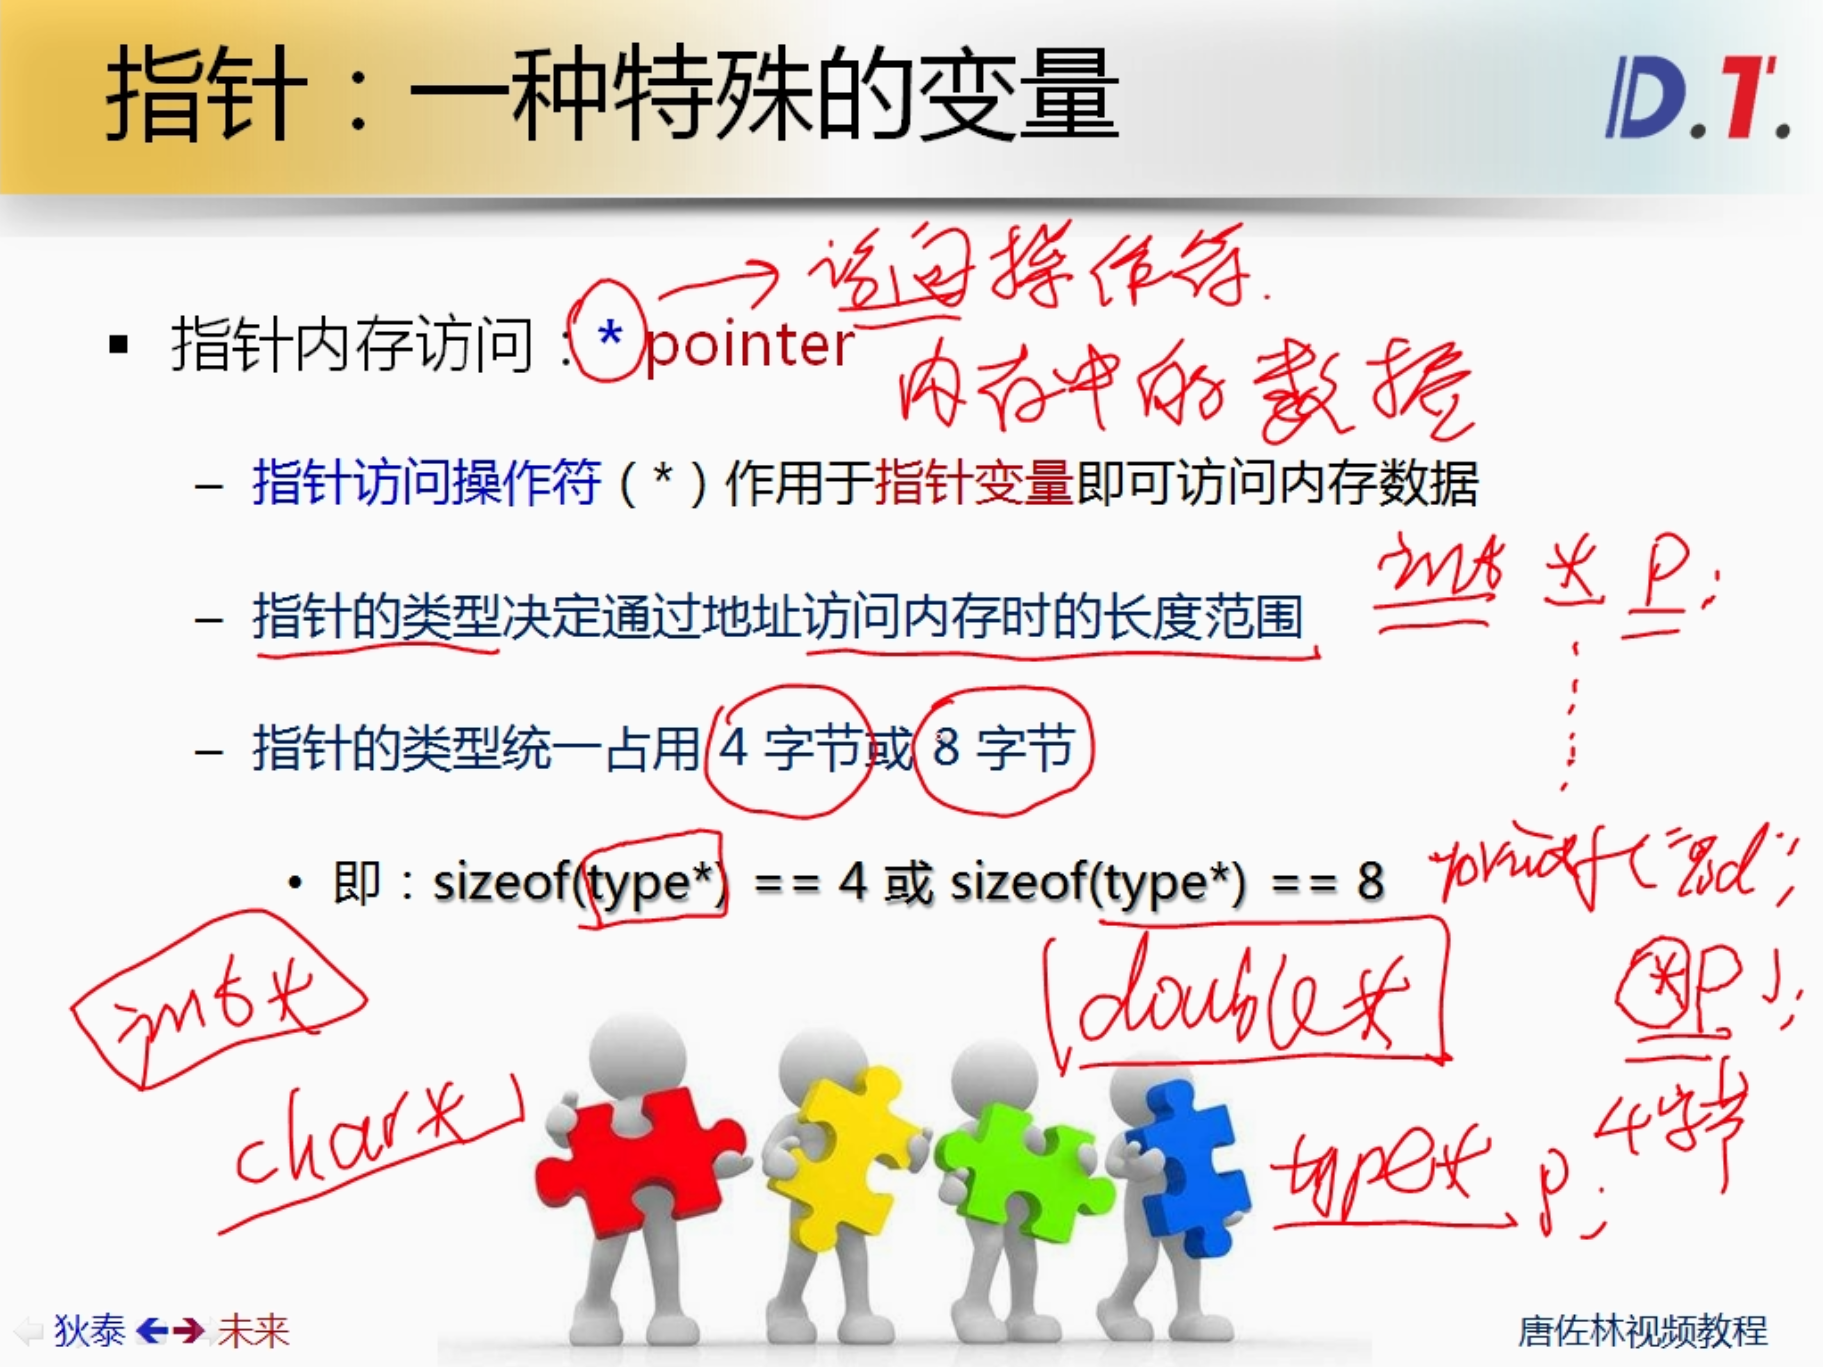 指针：一种特殊的变量
D.T.
访问操作符.
指针内存访问：* pointer
内存中的数据
– 指针访问操作符（*）作用于指针变量即可访问内存数据
int * p;
– 指针的类型决定通过地址访问内存时的长度范围
– 指针的类型统一占用 4 字节或 8 字节
printf("%d",
• 即：sizeof(type*) == 4 或 sizeof(type*) == 8
int*
double*
*p);
char*
4字节
type* p;
狄泰 未来
唐佐林视频教程